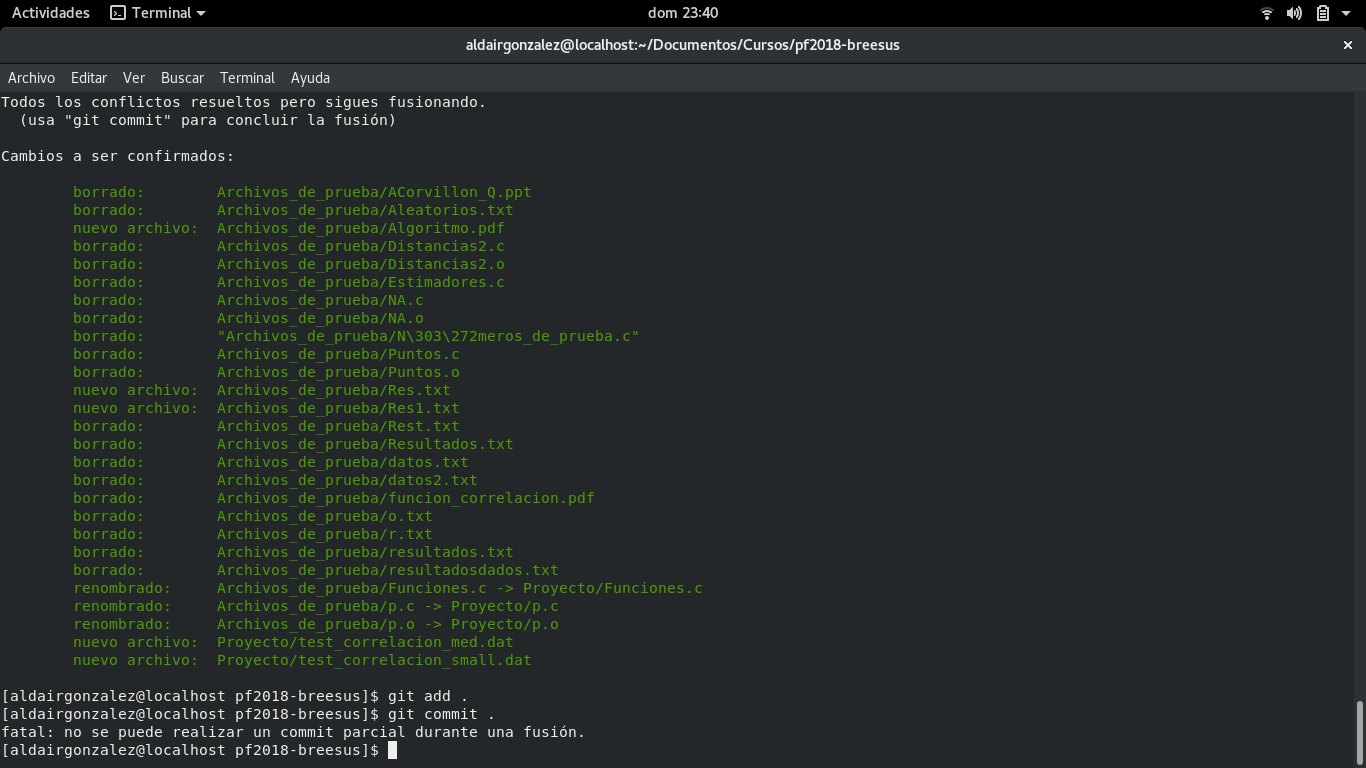 Actividades Terminal dom 23:40
aldairgonzalez@localhost:~/Documentos/Cursos/pf2018-breesus ×
Archivo Editar Ver Buscar Terminal Ayuda
Todos los conflictos resueltos pero sigues fusionando.
  (usa "git commit" para concluir la fusión)
Cambios a ser confirmados:
        borrado:        Archivos_de_prueba/ACorvillon_Q.ppt
        borrado:        Archivos_de_prueba/Aleatorios.txt
        nuevo archivo:  Archivos_de_prueba/Algoritmo.pdf
        borrado:        Archivos_de_prueba/Distancias2.c
        borrado:        Archivos_de_prueba/Distancias2.o
        borrado:        Archivos_de_prueba/Estimadores.c
        borrado:        Archivos_de_prueba/NA.c
        borrado:        Archivos_de_prueba/NA.o
        borrado:        "Archivos_de_prueba/N\303\272meros_de_prueba.c"
        borrado:        Archivos_de_prueba/Puntos.c
        borrado:        Archivos_de_prueba/Puntos.o
        nuevo archivo:  Archivos_de_prueba/Res.txt
        nuevo archivo:  Archivos_de_prueba/Res1.txt
        borrado:        Archivos_de_prueba/Rest.txt
        borrado:        Archivos_de_prueba/Resultados.txt
        borrado:        Archivos_de_prueba/datos.txt
        borrado:        Archivos_de_prueba/datos2.txt
        borrado:        Archivos_de_prueba/funcion_correlacion.pdf
        borrado:        Archivos_de_prueba/o.txt
        borrado:        Archivos_de_prueba/r.txt
        borrado:        Archivos_de_prueba/resultados.txt
        borrado:        Archivos_de_prueba/resultadosdados.txt
        renombrado:     Archivos_de_prueba/Funciones.c -> Proyecto/Funciones.c
        renombrado:     Archivos_de_prueba/p.c -> Proyecto/p.c
        renombrado:     Archivos_de_prueba/p.o -> Proyecto/p.o
        nuevo archivo:  Proyecto/test_correlacion_med.dat
        nuevo archivo:  Proyecto/test_correlacion_small.dat
[aldairgonzalez@localhost pf2018-breesus]$ git add .
[aldairgonzalez@localhost pf2018-breesus]$ git commit .
fatal: no se puede realizar un commit parcial durante una fusión.
[aldairgonzalez@localhost pf2018-breesus]$